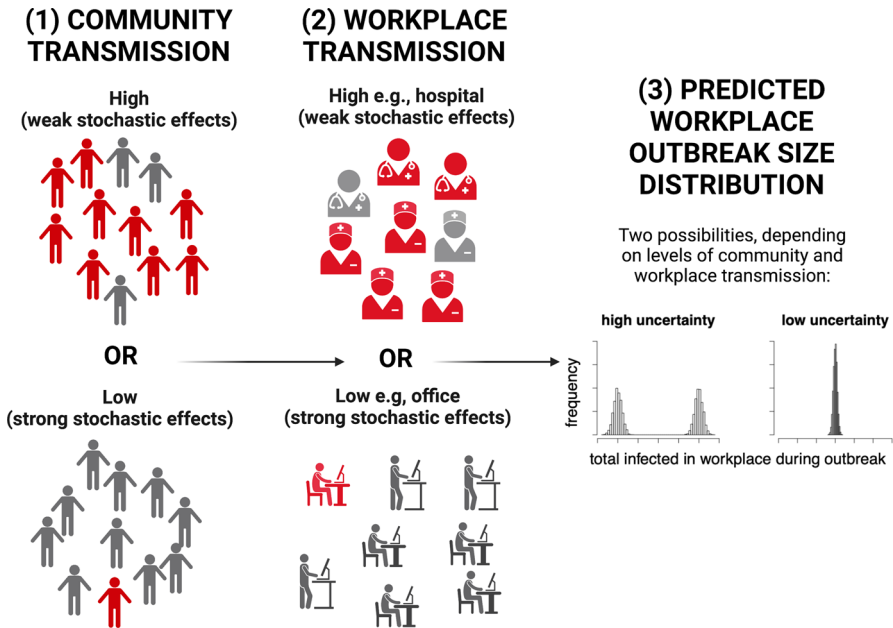 (1) COMMUNITY
TRANSMISSION
High
(weak stochastic effects)
OR
Low
(strong stochastic effects)
(2) WORKPLACE
TRANSMISSION
High e.g., hospital
(weak stochastic effects)
OR
Low e.g, office
(strong stochastic effects)
(3) PREDICTED
WORKPLACE
OUTBREAK SIZE
DISTRIBUTION
Two possibilities, depending
on levels of community and
workplace transmission:
high uncertainty
low uncertainty
frequency
total infected in workplace during outbreak